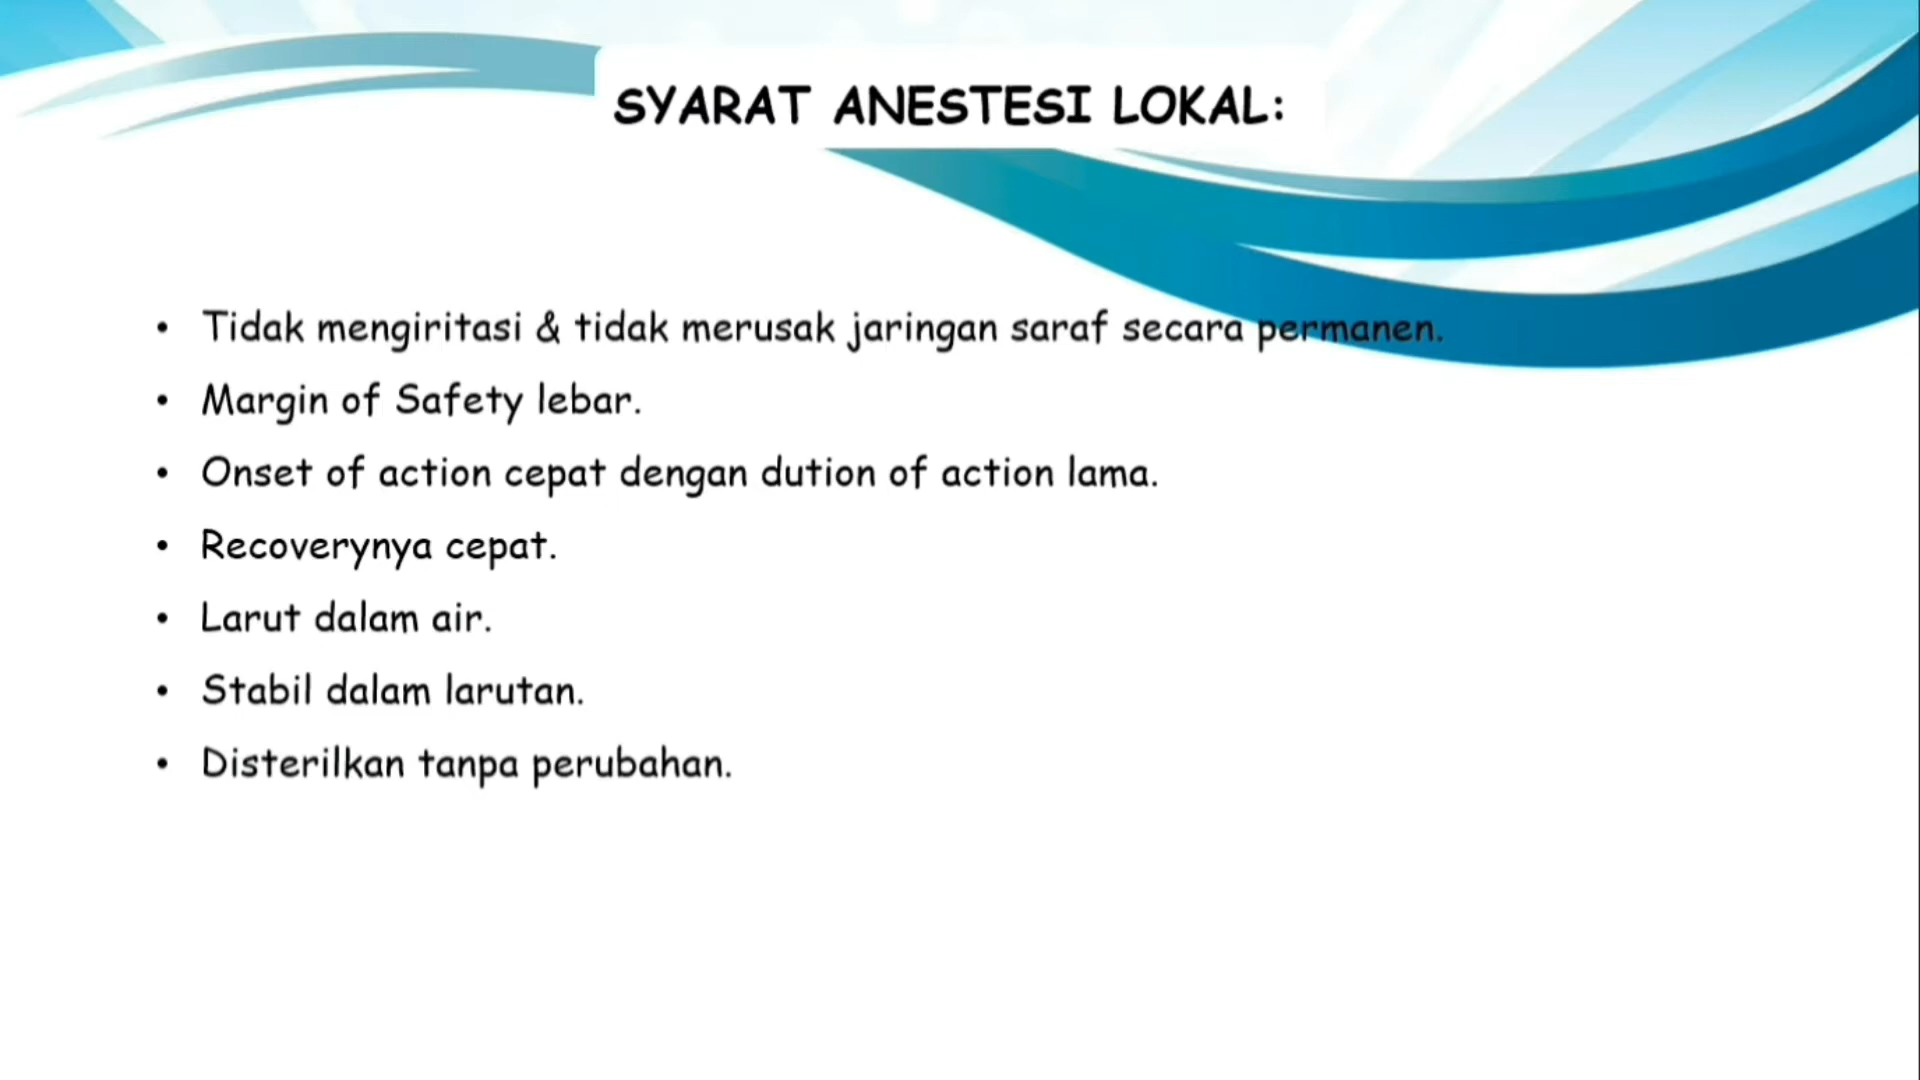 SYARAT ANESTESI LOKAL:
• Tidak mengiritasi & tidak merusak jaringan saraf secara permanen.
• Margin of Safety lebar.
• Onset of action cepat dengan dution of action lama.
• Recoverynya cepat.
• Larut dalam air.
• Stabil dalam larutan.
• Disterilkan tanpa perubahan.